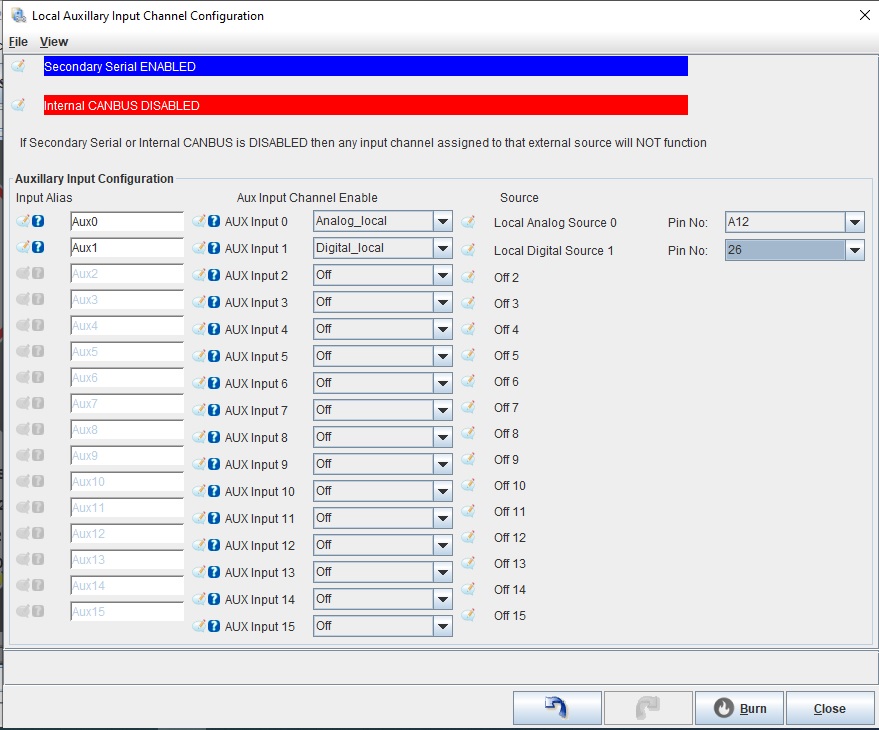 Local Auxillary Input Channel Configuration
File View
Secondary Serial ENABLED
Internal CANBUS DISABLED
If Secondary Serial or Internal CANBUS is DISABLED then any input channel assigned to that external source will NOT function
Auxillary Input Configuration
Input Alias Aux Input Channel Enable Source
Aux0 AUX Input 0 Analog_local Local Analog Source 0 Pin No: A12
Aux1 AUX Input 1 Digital_local Local Digital Source 1 Pin No: 26
Aux2 AUX Input 2 Off Off 2
Aux3 AUX Input 3 Off Off 3
Aux4 AUX Input 4 Off Off 4
Aux5 AUX Input 5 Off Off 5
Aux6 AUX Input 6 Off Off 6
Aux7 AUX Input 7 Off Off 7
Aux8 AUX Input 8 Off Off 8
Aux9 AUX Input 9 Off Off 9
Aux10 AUX Input 10 Off Off 10
Aux11 AUX Input 11 Off Off 11
Aux12 AUX Input 12 Off Off 12
Aux13 AUX Input 13 Off Off 13
Aux14 AUX Input 14 Off Off 14
Aux15 AUX Input 15 Off Off 15
Burn Close